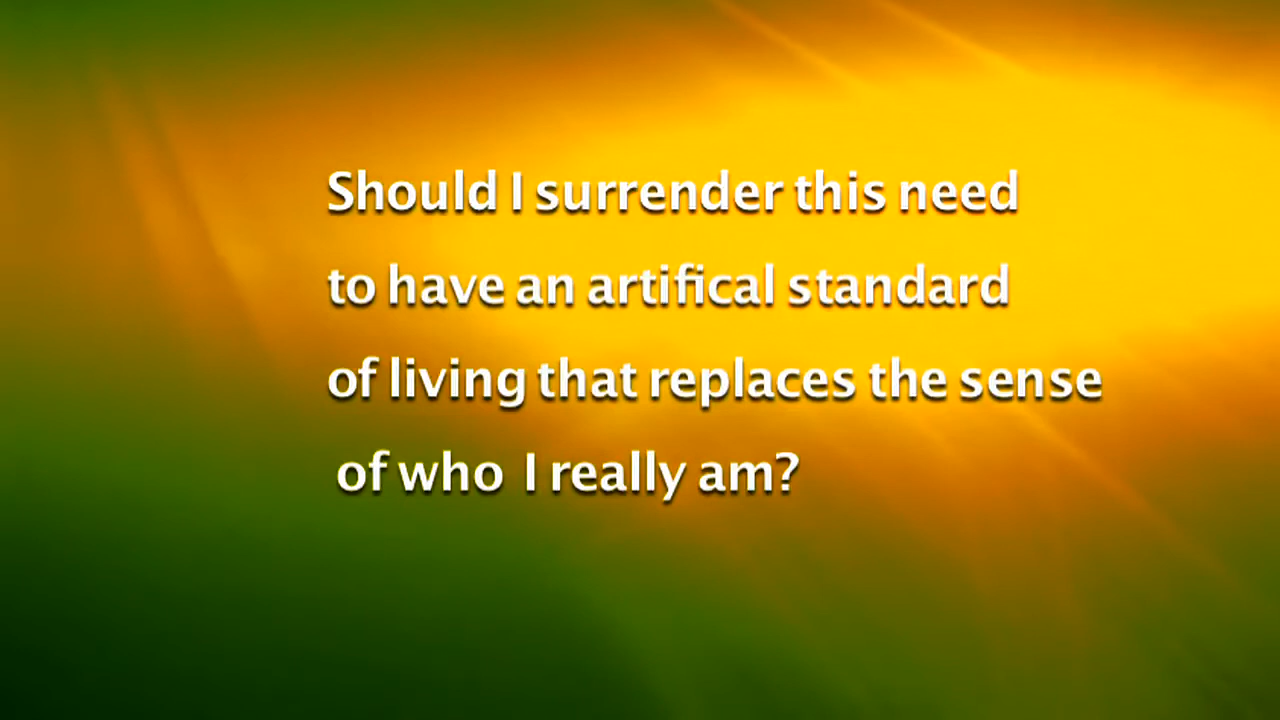 Should I surrender this need
to have an artifical standard
of living that replaces the sense
of who I really am?